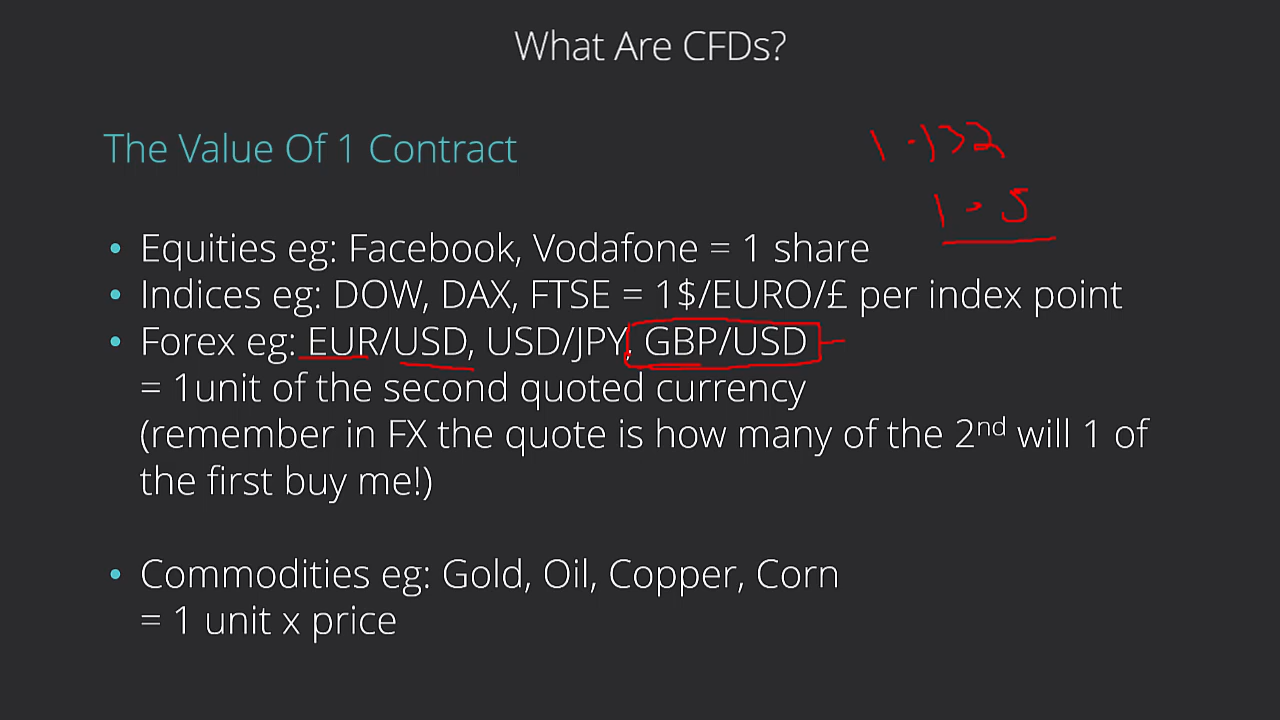 What Are CFDs?
The Value Of 1 Contract
1.132
1.5
• Equities eg: Facebook, Vodafone = 1 share
• Indices eg: DOW, DAX, FTSE = 1$/EURO/£ per index point
• Forex eg: EUR/USD, USD/JPY, GBP/USD
= 1unit of the second quoted currency
(remember in FX the quote is how many of the 2nd will 1 of
the first buy me!)
• Commodities eg: Gold, Oil, Copper, Corn
= 1 unit x price